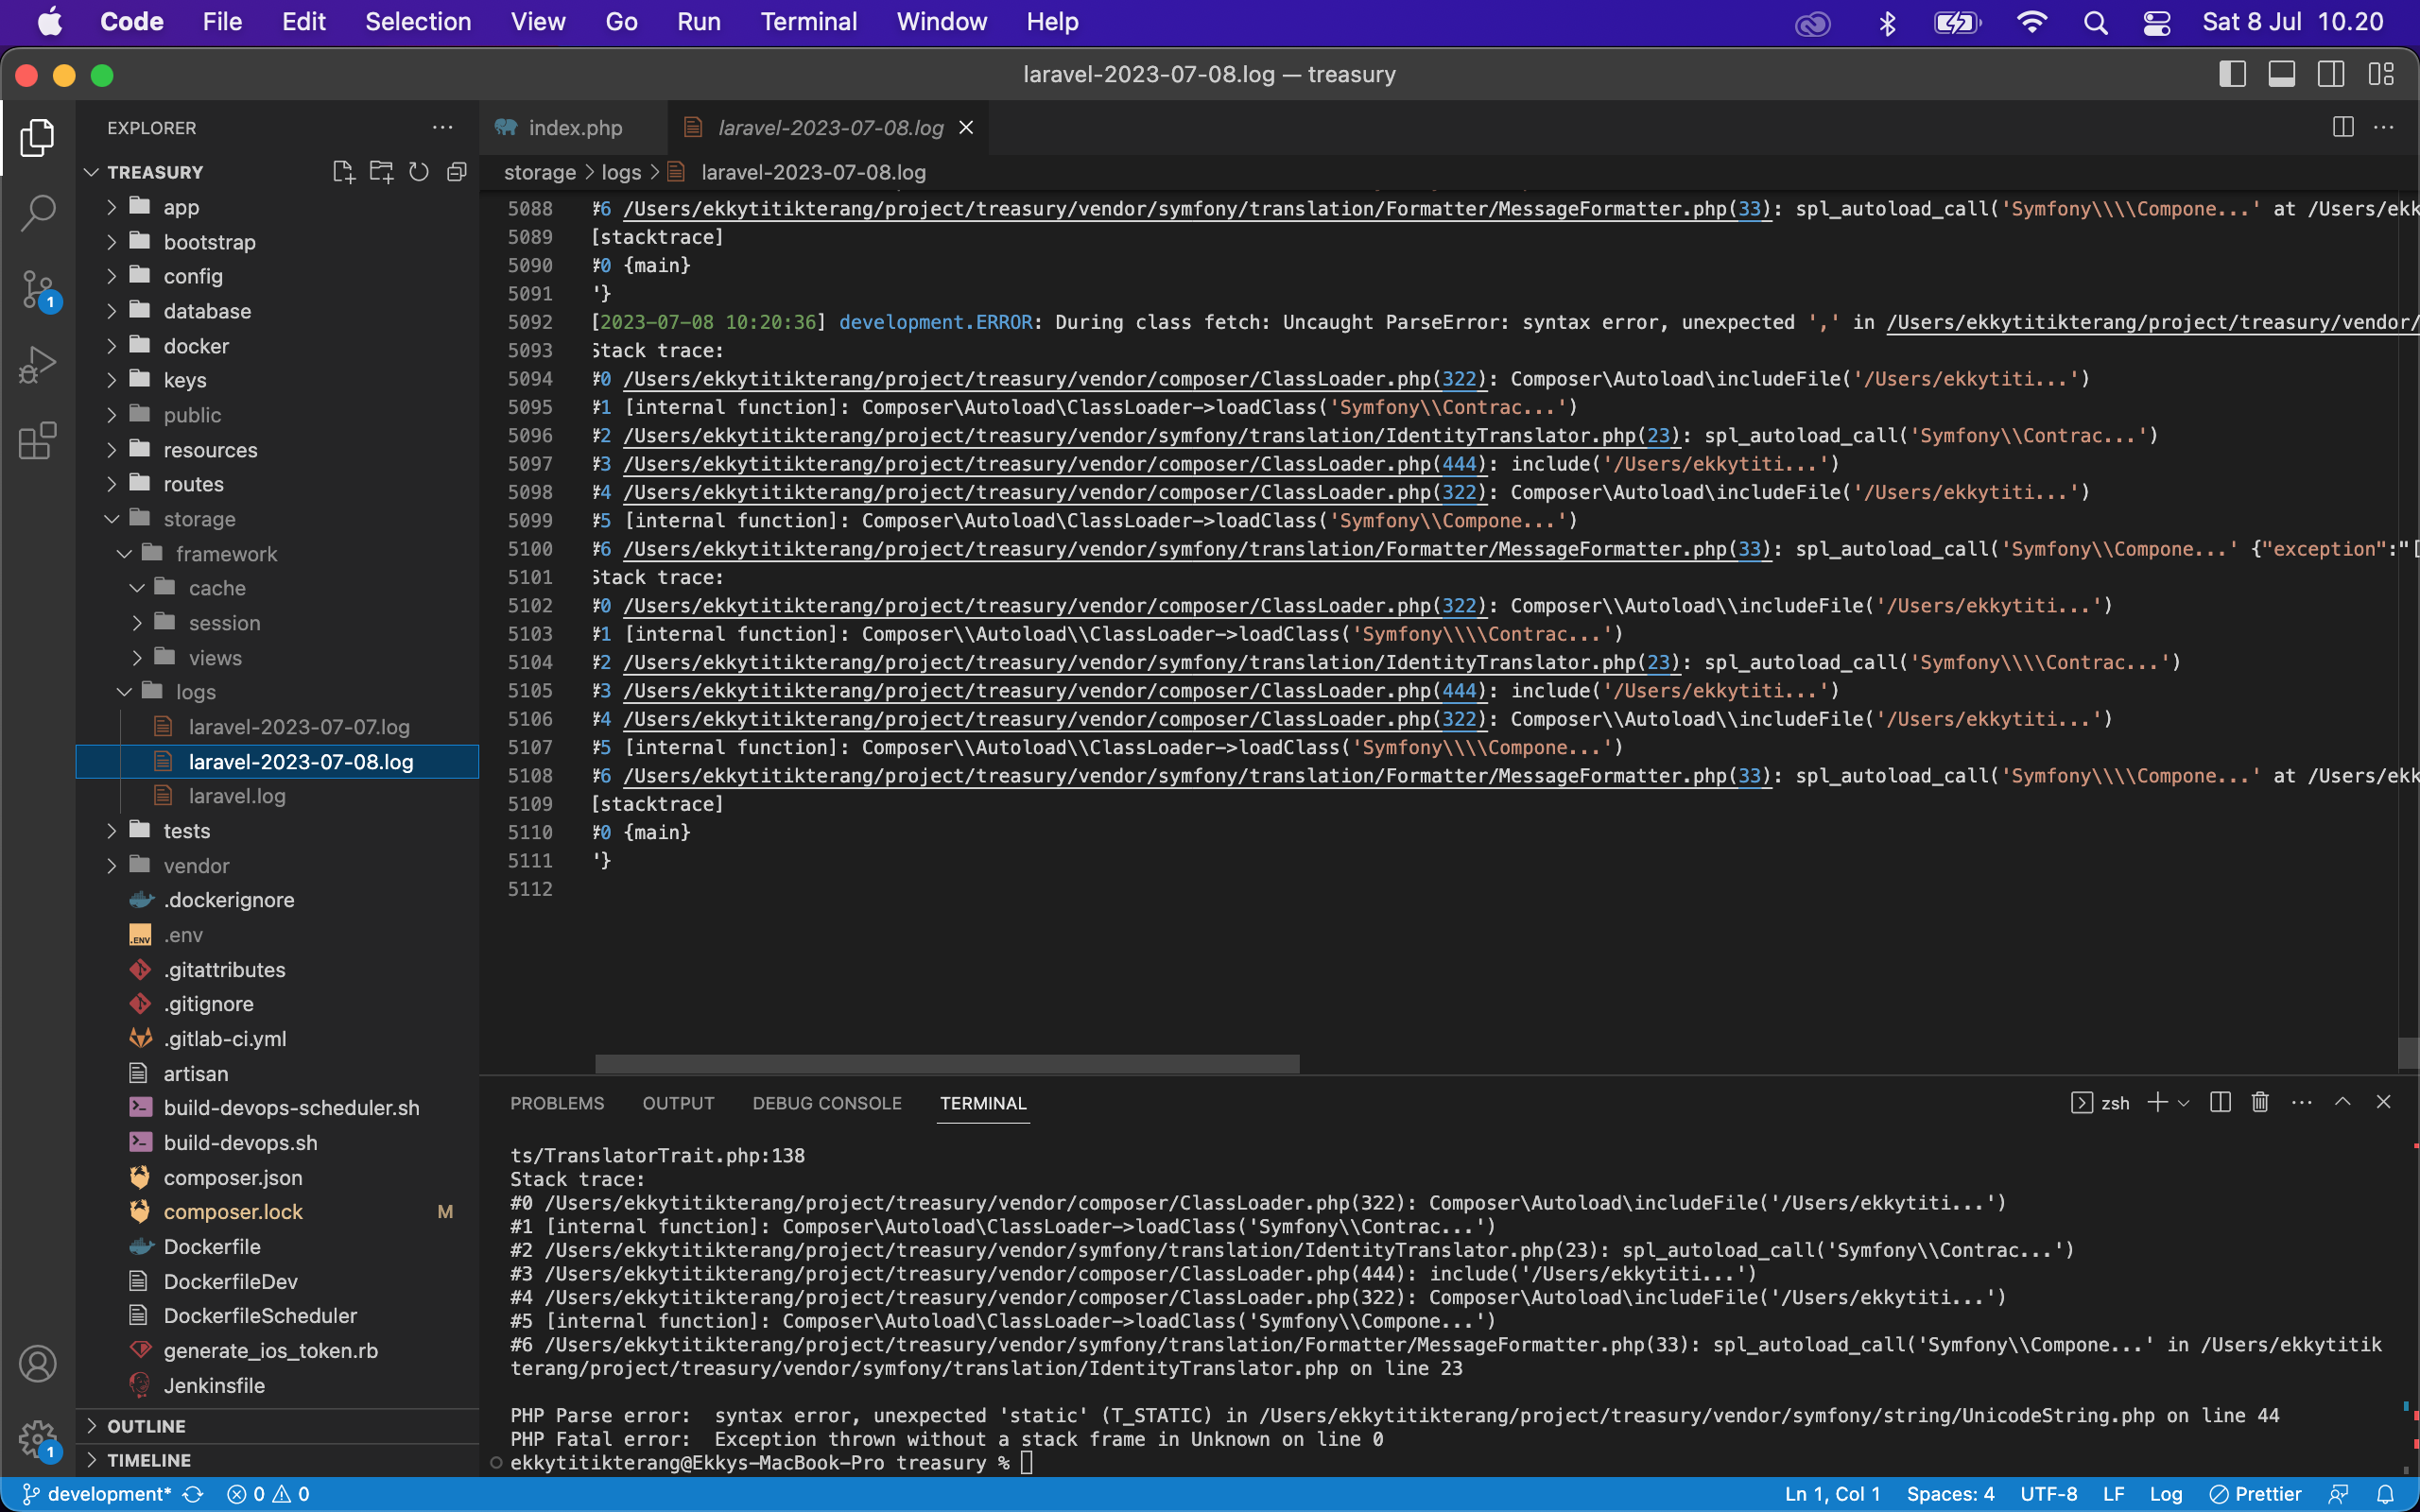 Code File Edit Selection View Go Run Terminal Window Help Sat 8 Jul 10.20
laravel-2023-07-08.log — treasury
EXPLORER
TREASURY
app
bootstrap
config
database
docker
keys
public
resources
routes
storage
framework
cache
session
views
logs
laravel-2023-07-07.log
laravel-2023-07-08.log
laravel.log
tests
vendor
.dockerignore
.env
.gitattributes
.gitignore
.gitlab-ci.yml
artisan
build-devops-scheduler.sh
build-devops.sh
composer.json
composer.lock M
Dockerfile
DockerfileDev
DockerfileScheduler
generate_ios_token.rb
Jenkinsfile
OUTLINE
TIMELINE
1
1
index.php laravel-2023-07-08.log
storage > logs > laravel-2023-07-08.log
5088 #6 /Users/ekkytitikterang/project/treasury/vendor/symfony/translation/Formatter/MessageFormatter.php(33): spl_autoload_call('Symfony\\\\Compone...' at /Users/ekk
5089 [stacktrace]
5090 #0 {main}
5091 "}
5092 [2023-07-08 10:20:36] development.ERROR: During class fetch: Uncaught ParseError: syntax error, unexpected ',' in /Users/ekkytitikterang/project/treasury/vendor/
5093 Stack trace:
5094 #0 /Users/ekkytitikterang/project/treasury/vendor/composer/ClassLoader.php(322): Composer\Autoload\includeFile('/Users/ekkytiti...')
5095 #1 [internal function]: Composer\Autoload\ClassLoader->loadClass('Symfony\\Contrac...')
5096 #2 /Users/ekkytitikterang/project/treasury/vendor/symfony/translation/IdentityTranslator.php(23): spl_autoload_call('Symfony\\Contrac...')
5097 #3 /Users/ekkytitikterang/project/treasury/vendor/composer/ClassLoader.php(444): include('/Users/ekkytiti...')
5098 #4 /Users/ekkytitikterang/project/treasury/vendor/composer/ClassLoader.php(322): Composer\Autoload\includeFile('/Users/ekkytiti...')
5099 #5 [internal function]: Composer\Autoload\ClassLoader->loadClass('Symfony\\Compone...')
5100 #6 /Users/ekkytitikterang/project/treasury/vendor/symfony/translation/Formatter/MessageFormatter.php(33): spl_autoload_call('Symfony\\Compone...' {"exception":"[
5101 Stack trace:
5102 #0 /Users/ekkytitikterang/project/treasury/vendor/composer/ClassLoader.php(322): Composer\\Autoload\\includeFile('/Users/ekkytiti...')
5103 #1 [internal function]: Composer\\Autoload\\ClassLoader->loadClass('Symfony\\\\Contrac...')
5104 #2 /Users/ekkytitikterang/project/treasury/vendor/symfony/translation/IdentityTranslator.php(23): spl_autoload_call('Symfony\\\\Contrac...')
5105 #3 /Users/ekkytitikterang/project/treasury/vendor/composer/ClassLoader.php(444): include('/Users/ekkytiti...')
5106 #4 /Users/ekkytitikterang/project/treasury/vendor/composer/ClassLoader.php(322): Composer\\Autoload\\includeFile('/Users/ekkytiti...')
5107 #5 [internal function]: Composer\\Autoload\\ClassLoader->loadClass('Symfony\\\\Compone...')
5108 #6 /Users/ekkytitikterang/project/treasury/vendor/symfony/translation/Formatter/MessageFormatter.php(33): spl_autoload_call('Symfony\\\\Compone...' at /Users/ekk
5109 [stacktrace]
5110 #0 {main}
5111 "}
5112
PROBLEMS OUTPUT DEBUG CONSOLE TERMINAL zsh
ts/TranslatorTrait.php:138
Stack trace:
#0 /Users/ekkytitikterang/project/treasury/vendor/composer/ClassLoader.php(322): Composer\Autoload\includeFile('/Users/ekkytiti...')
#1 [internal function]: Composer\Autoload\ClassLoader->loadClass('Symfony\\Contrac...')
#2 /Users/ekkytitikterang/project/treasury/vendor/symfony/translation/IdentityTranslator.php(23): spl_autoload_call('Symfony\\Contrac...')
#3 /Users/ekkytitikterang/project/treasury/vendor/composer/ClassLoader.php(444): include('/Users/ekkytiti...')
#4 /Users/ekkytitikterang/project/treasury/vendor/composer/ClassLoader.php(322): Composer\Autoload\includeFile('/Users/ekkytiti...')
#5 [internal function]: Composer\Autoload\ClassLoader->loadClass('Symfony\\Compone...')
#6 /Users/ekkytitikterang/project/treasury/vendor/symfony/translation/Formatter/MessageFormatter.php(33): spl_autoload_call('Symfony\\Compone...' in /Users/ekkytitik
terang/project/treasury/vendor/symfony/translation/IdentityTranslator.php on line 23
PHP Parse error:  syntax error, unexpected 'static' (T_STATIC) in /Users/ekkytitikterang/project/treasury/vendor/symfony/string/UnicodeString.php on line 44
PHP Fatal error:  Exception thrown without a stack frame in Unknown on line 0
ekkytitikterang@Ekkys-MacBook-Pro treasury %
development* 0 0 Ln 1, Col 1 Spaces: 4 UTF-8 LF Log Prettier